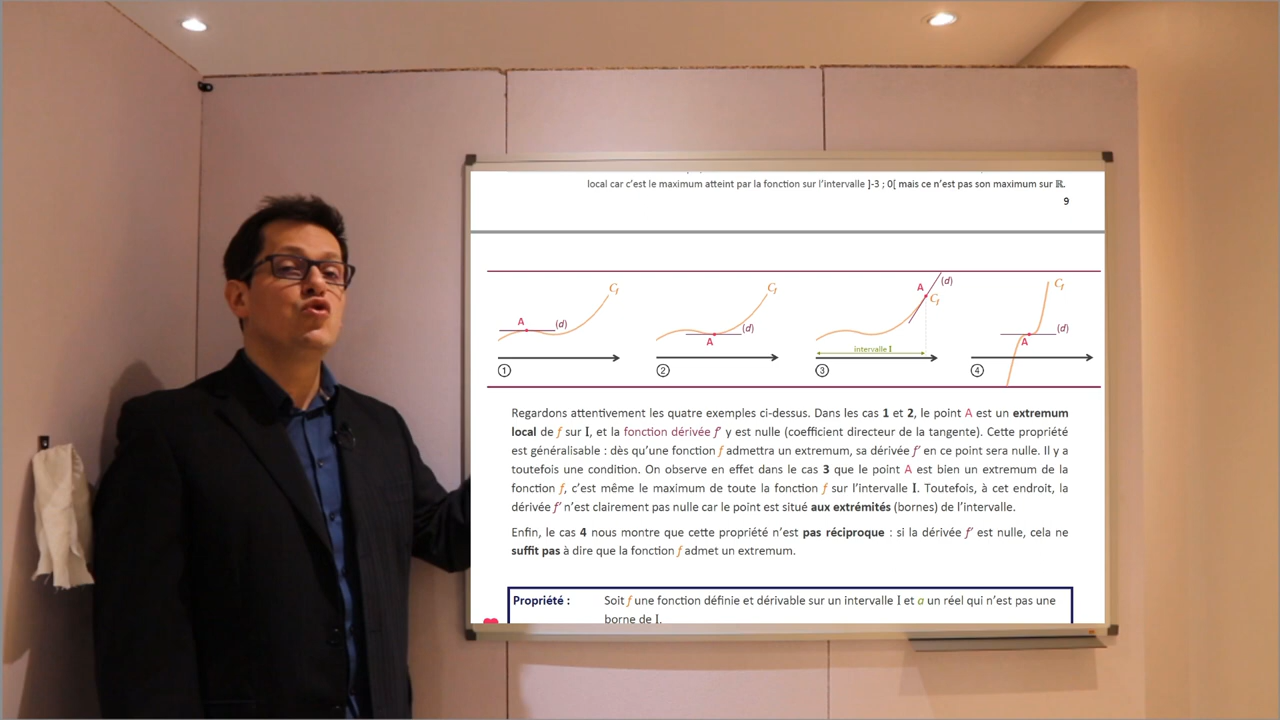 local car c'est le maximum atteint par la fonction sur l'intervalle ]-3 ; 0[ mais ce n'est pas son maximum sur ℝ.
9
A (d) Cf
Cf (d) A
A (d) Cf
intervalle I
Cf (d) A
① ② ③ ④
Regardons attentivement les quatre exemples ci-dessus. Dans les cas 1 et 2, le point A est un extremum
local de f sur I, et la fonction dérivée f' y est nulle (coefficient directeur de la tangente). Cette propriété
est généralisable : dès qu'une fonction f admettra un extremum, sa dérivée f' en ce point sera nulle. Il y a
toutefois une condition. On observe en effet dans le cas 3 que le point A est bien un extremum de la
fonction f, c'est même le maximum de toute la fonction f sur l'intervalle I. Toutefois, à cet endroit, la
dérivée f' n'est clairement pas nulle car le point est situé aux extrémités (bornes) de l'intervalle.
Enfin, le cas 4 nous montre que cette propriété n'est pas réciproque : si la dérivée f' est nulle, cela ne
suffit pas à dire que la fonction f admet un extremum.
Propriété : Soit f une fonction définie et dérivable sur un intervalle I et a un réel qui n'est pas une
borne de I.